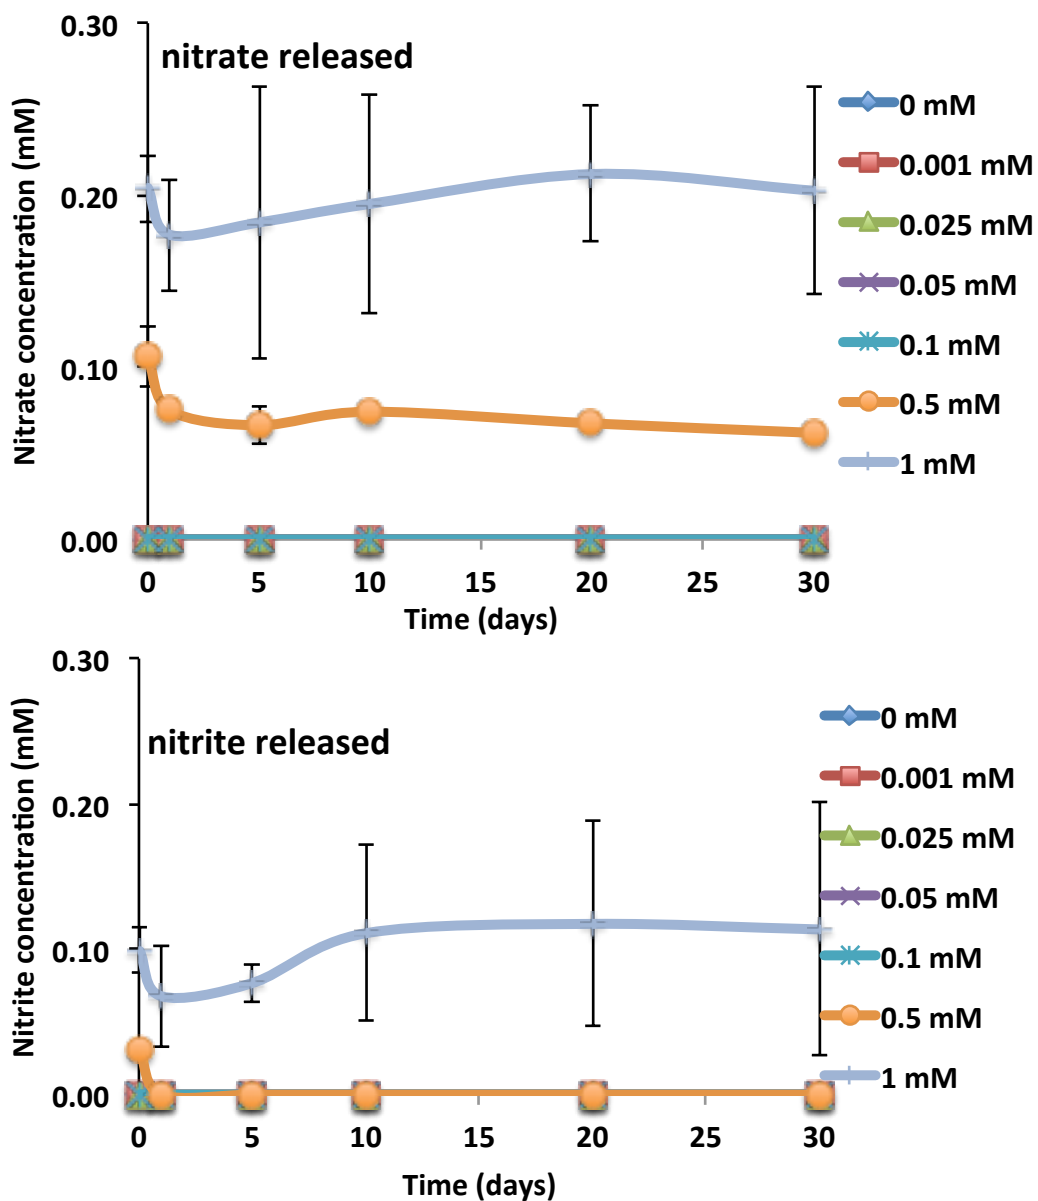 0.30
nitrate released
0.20
0.10
0.00
Nitrate concentration (mM)
0 5 10 15 20 25 30
Time (days)
0 mM
0.001 mM
0.025 mM
0.05 mM
0.1 mM
0.5 mM
1 mM
0.30
nitrite released
0.20
0.10
0.00
Nitrite concentration (mM)
0 5 10 15 20 25 30
Time (days)
0 mM
0.001 mM
0.025 mM
0.05 mM
0.1 mM
0.5 mM
1 mM